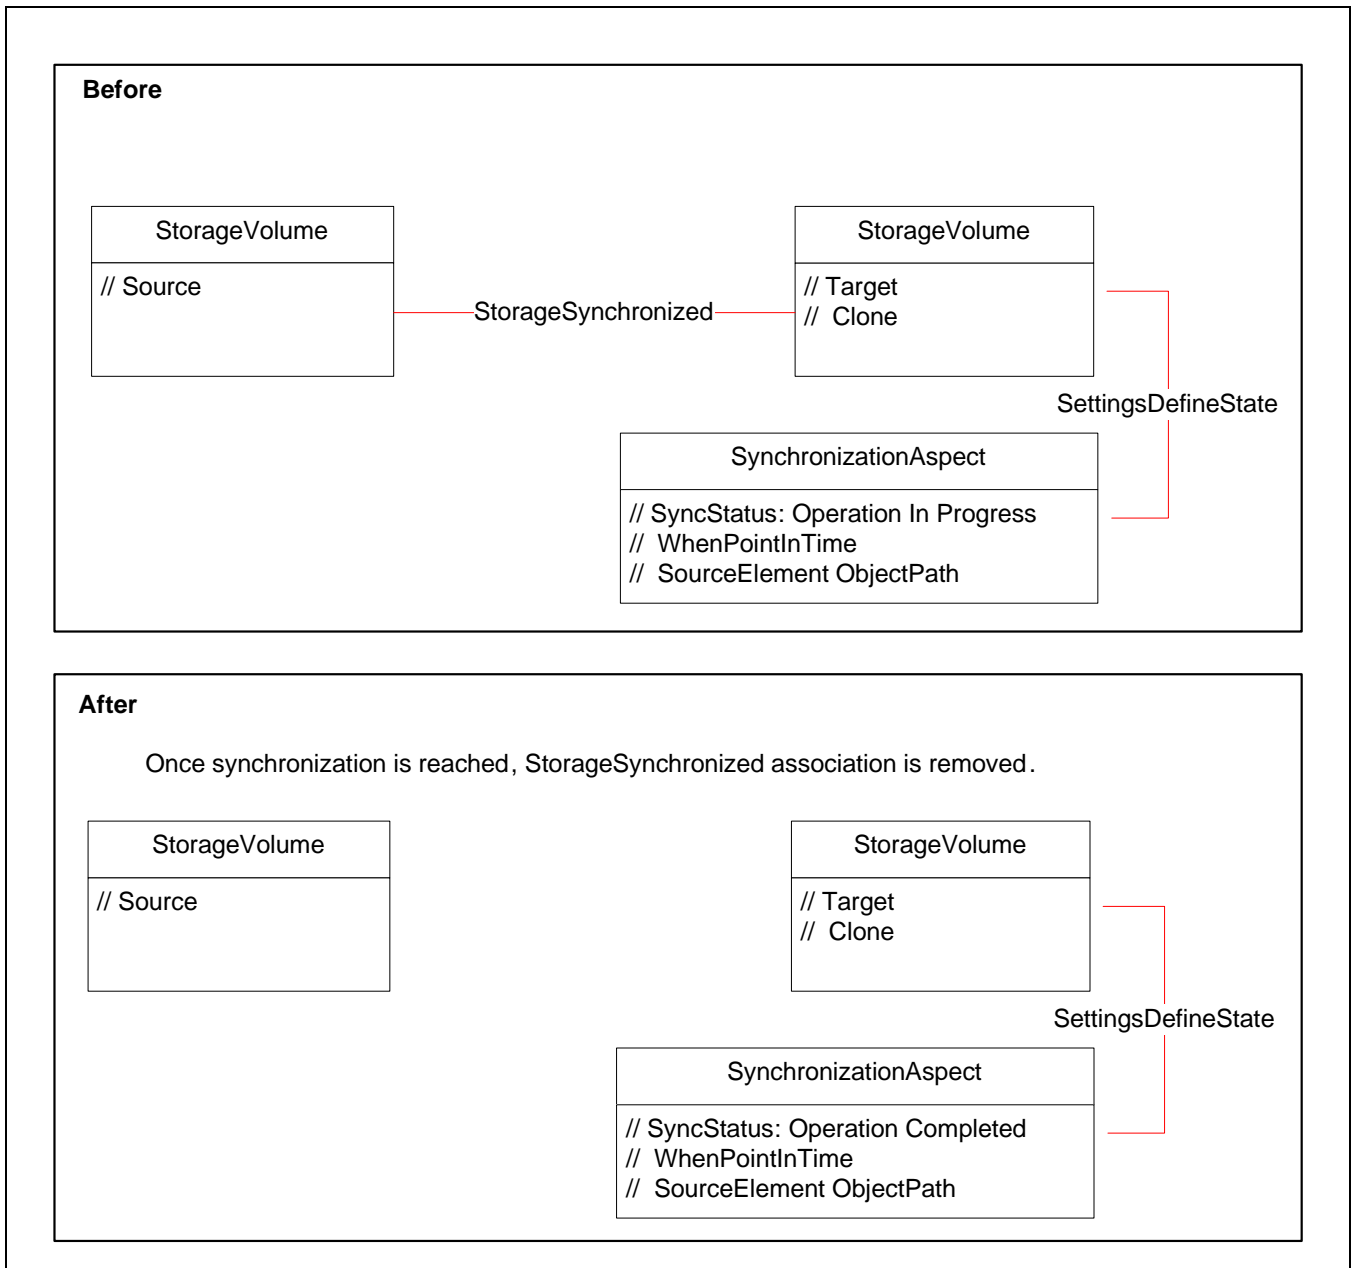 Before
StorageVolume
StorageVolume
// Source
// Target
StorageSynchronized
//  Clone
SettingsDefineState
SynchronizationAspect
// SyncStatus: Operation In Progress
//  WhenPointInTime
//  SourceElement ObjectPath
After
Once synchronization is reached, StorageSynchronized association is removed.
StorageVolume
StorageVolume
// Source
// Target
//  Clone
SettingsDefineState
SynchronizationAspect
// SyncStatus: Operation Completed
//  WhenPointInTime
//  SourceElement ObjectPath